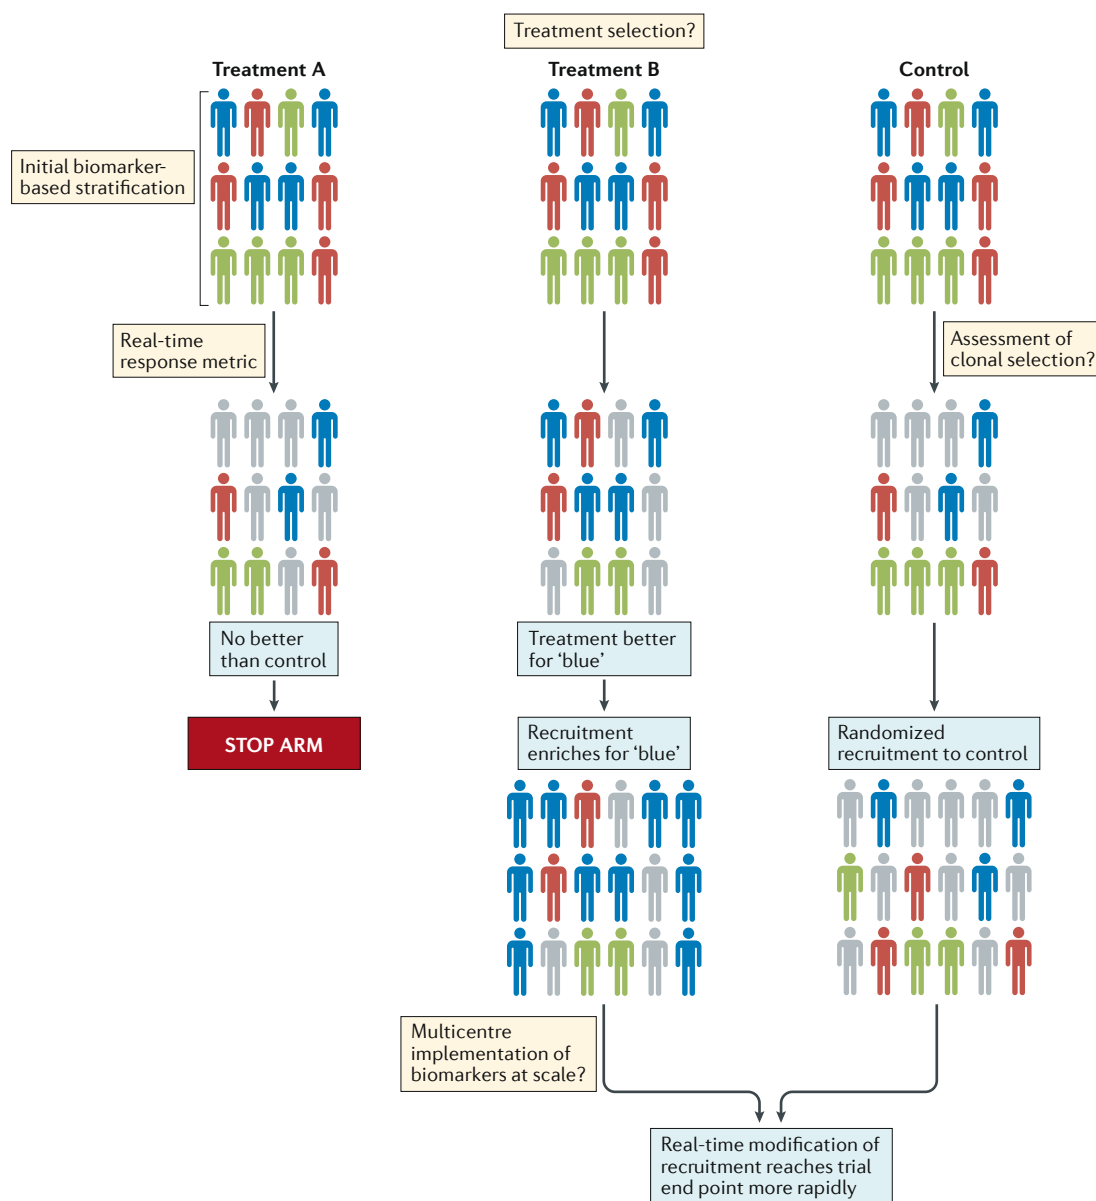 Treatment selection?
Treatment A
Treatment B
Control
Initial biomarker-
based stratification
Real-time
response metric
Assessment of
clonal selection?
No better
than control
Treatment better
for ‘blue’
STOP ARM
Recruitment
enriches for ‘blue’
Randomized
recruitment to control
Multicentre
implementation of
biomarkers at scale?
Real-time modification of
recruitment reaches trial
end point more rapidly